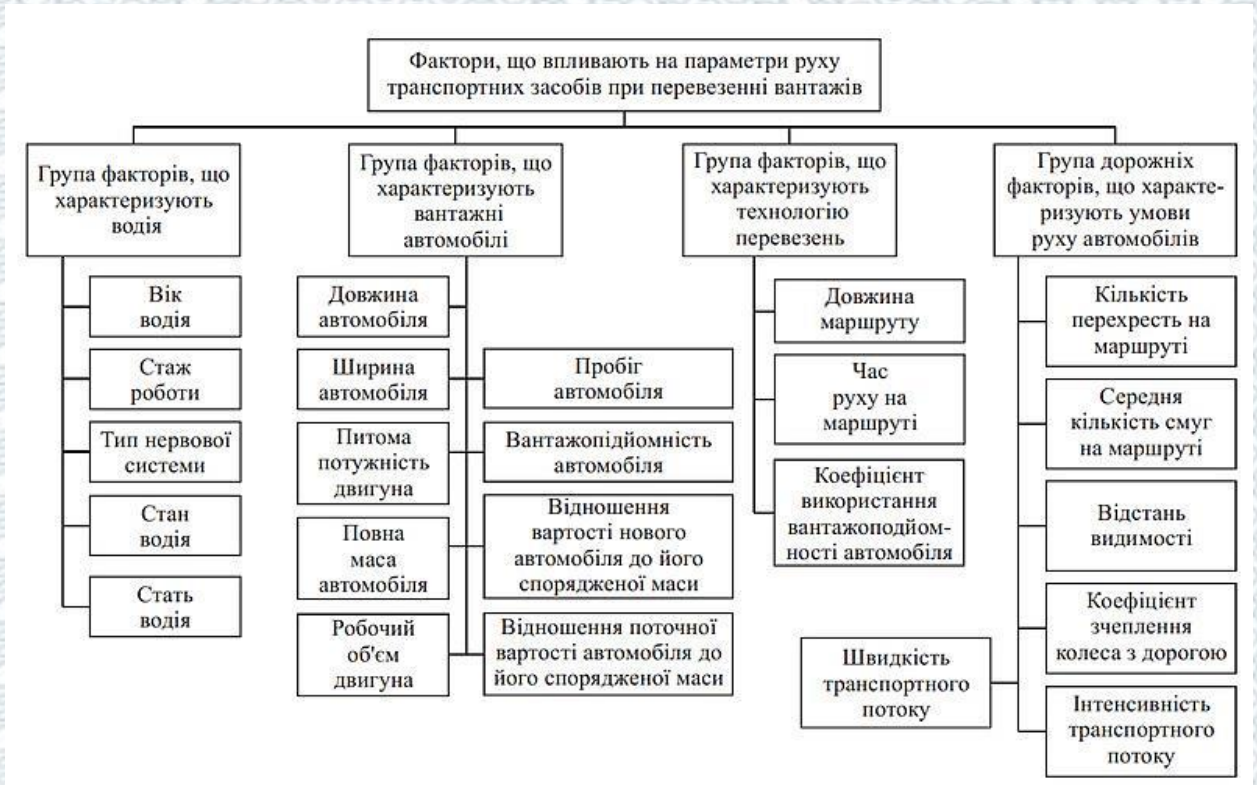 Фактори, що впливають на параметри руху
транспортних засобів при перевезенні вантажів
Група факторів, що
характеризують
водія
Вік
водія
Стаж
роботи
Тип нервової
системи
Стан
водія
Стать
водія
Група факторів, що
характеризують
вантажні
автомобілі
Довжина
автомобіля
Ширина
автомобіля
Питома
потужність
двигуна
Повна
маса
автомобіля
Робочий
об'єм
двигуна
Пробіг
автомобіля
Вантажопідйомність
автомобіля
Відношення
вартості нового
автомобіля до його
спорядженої маси
Відношення поточної
вартості автомобіля до
його спорядженої маси
Група факторів, що
характеризують
технологію
перевезень
Довжина
маршруту
Час
руху на
маршруті
Коефіцієнт
використання
вантажоподйом-
ності автомобіля
Група дорожніх
факторів, що характе-
ризують умови
руху автомобілів
Кількість
перехресть на
маршруті
Середня
кількість смуг
на маршруті
Відстань
видимості
Коефіцієнт
зчеплення
колеса з дорогою
Швидкість
транспортного
потоку
Інтенсивність
транспортного
потоку